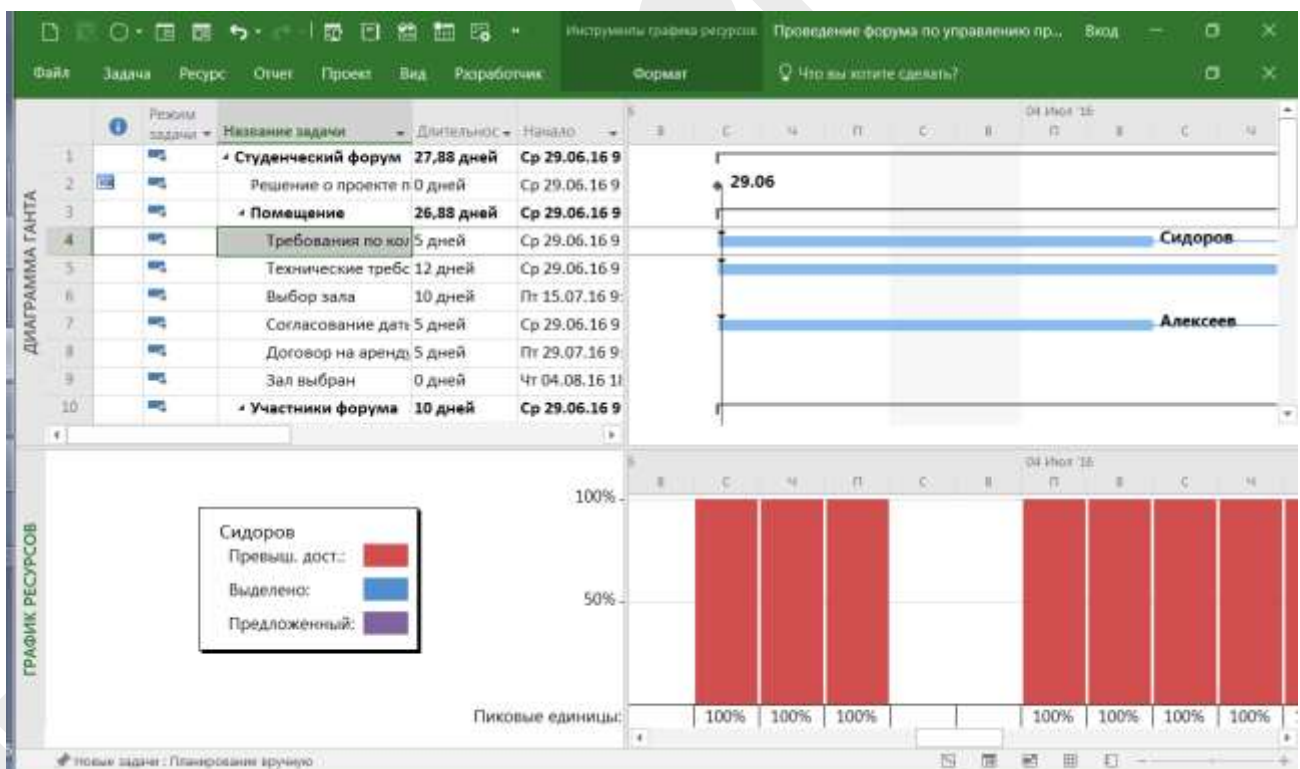 Инструменты графика ресурсов Проведение форума по управлению пр... Вход
Файл Задача Ресурс Отчет Проект Вид Разработчик Формат Что вы хотите сделать?
Режим задачи Название задачи Длительнос Начало
04 Июл '16
В С Ч П С В П В С Ч
1 Студенческий форум 27,88 дней Ср 29.06.16 9
2 Решение о проекте п 0 дней Ср 29.06.16 9 29.06
3 Помещение 26,88 дней Ср 29.06.16 9
4 Требования по кол 5 дней Ср 29.06.16 9 Сидоров
5 Технические требо 12 дней Ср 29.06.16 9
6 Выбор зала 10 дней Пт 15.07.16 9:
7 Согласование даты 5 дней Ср 29.06.16 9 Алексеев
8 Договор на аренду 5 дней Пт 29.07.16 9:
9 Зал выбран 0 дней Чт 04.08.16 18
10 Участники форума 10 дней Ср 29.06.16 9
ДИАГРАММА ГАНТА
04 Июл '16
В С Ч П С В П В С Ч
100%
50%
Сидоров
Превыш. дост.:
Выделено:
Предложенный:
Пиковые единицы: 100% 100% 100% 100% 100% 100% 100%
ГРАФИК РЕСУРСОВ
Новые задачи : Планирование вручную